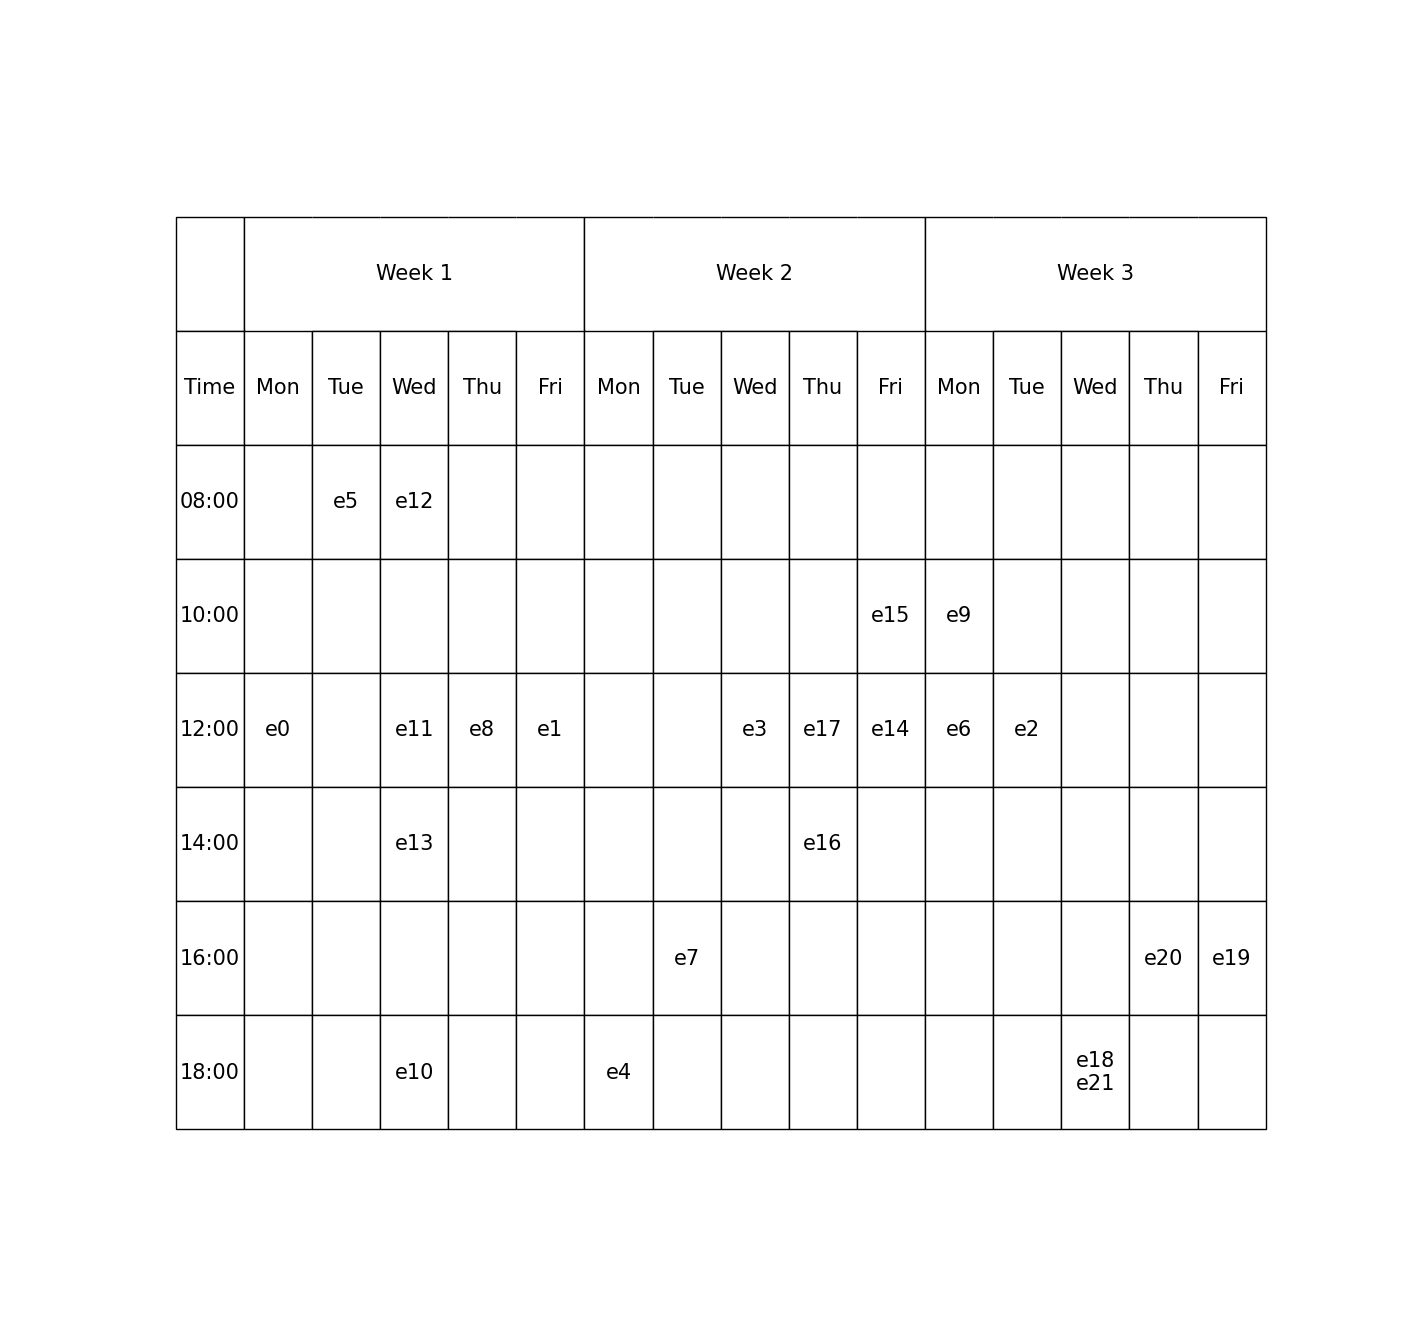 Week 1 Week 2 Week 3
Time Mon Tue Wed Thu Fri Mon Tue Wed Thu Fri Mon Tue Wed Thu Fri
08:00 e5 e12
10:00 e15 e9
12:00 e0 e11 e8 e1 e3 e17 e14 e6 e2
14:00 e13 e16
16:00 e7 e20 e19
18:00 e10 e4 e18
e21